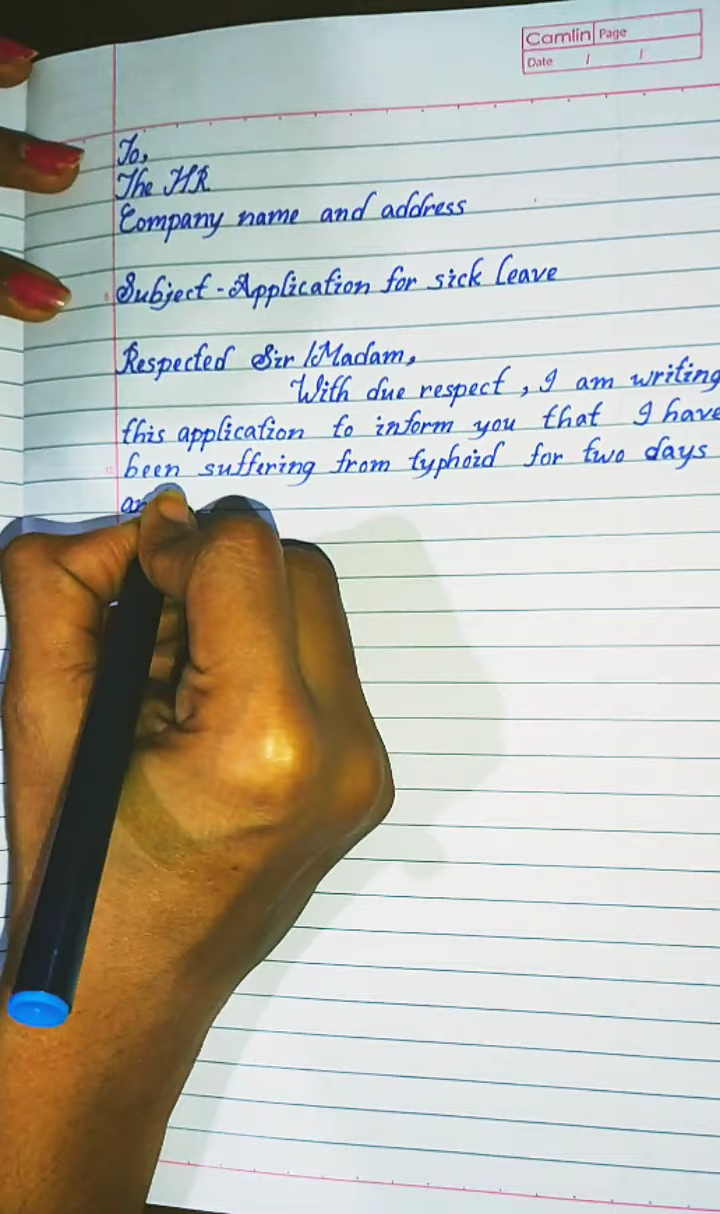 Camlin Page
Date / /
To,
The HR
Company name and address
Subject-Application for sick leave
Respected Sir/Madam,
With due respect, I am writing
this application to inform you that I have
been suffering from typhoid for two days